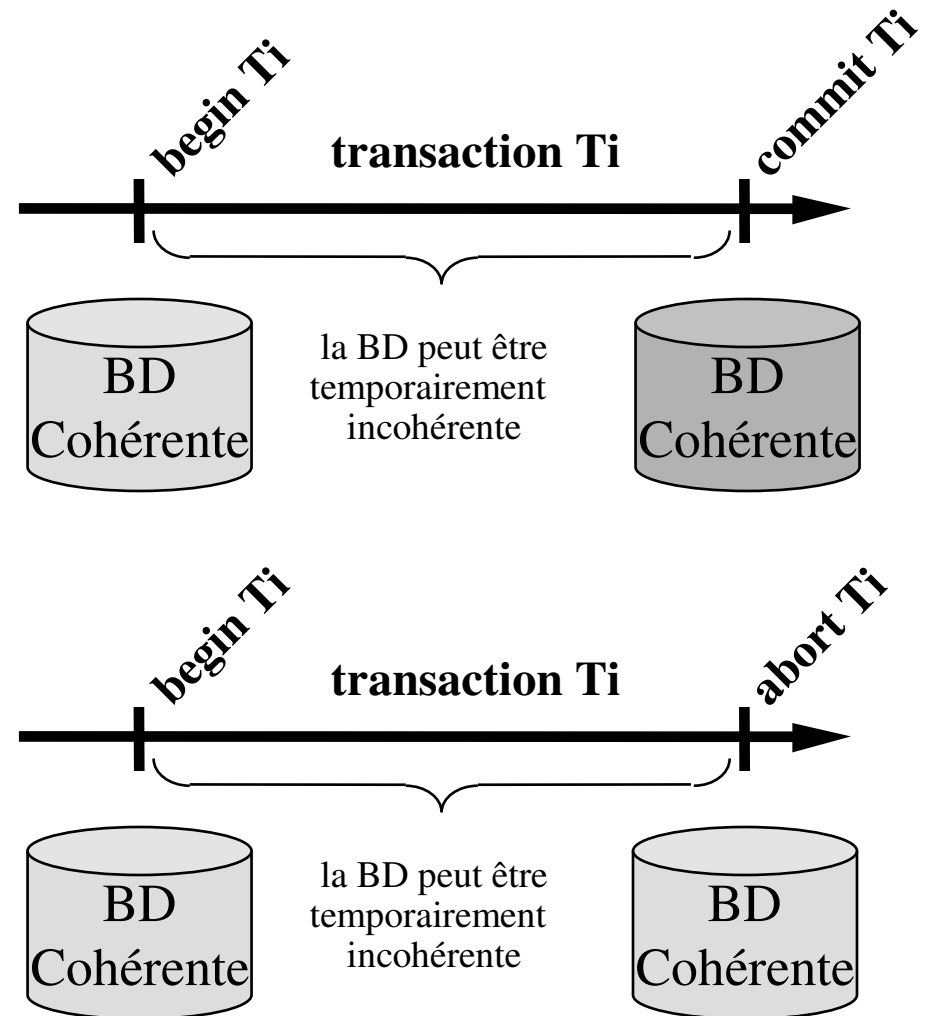 begin Ti
commit Ti
transaction Ti
BD
Cohérente
la BD peut être
temporairement
incohérente
BD
Cohérente
begin Ti
abort Ti
transaction Ti
BD
Cohérente
la BD peut être
temporairement
incohérente
BD
Cohérente